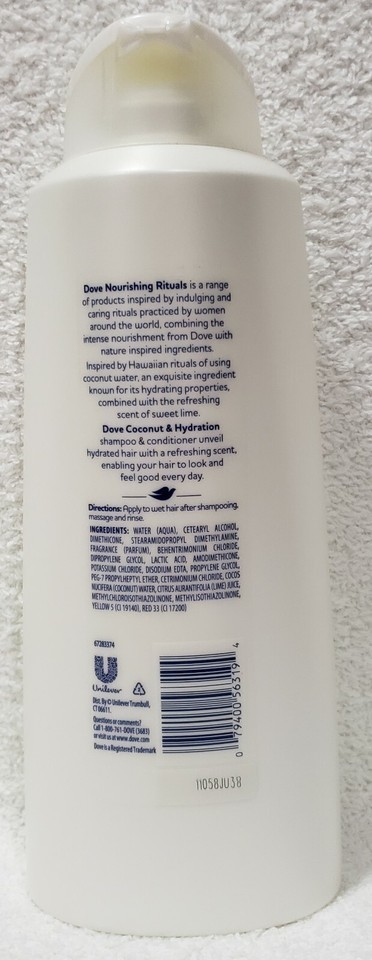 Dove Nourishing Rituals is a range
of products inspired by indulging and
caring rituals practiced by women
around the world, combining the
intense nourishment from Dove with
nature inspired ingredients.
Inspired by Hawaiian rituals of using
coconut water, an exquisite ingredient
known for its hydrating properties,
combined with the refreshing
scent of sweet lime.
Dove Coconut & Hydration
shampoo & conditioner unveil
hydrated hair with a refreshing scent,
enabling your hair to look and
feel good every day.
Directions: Apply to wet hair after shampooing,
massage and rinse.
INGREDIENTS: WATER (AQUA), CETEARYL ALCOHOL,
DIMETHICONE, STEARAMIDOPROPYL DIMETHYLAMINE,
FRAGRANCE (PARFUM), BEHENTRIMONIUM CHLORIDE,
DIPROPYLENE GLYCOL, LACTIC ACID, AMODIMETHICONE,
POTASSIUM CHLORIDE, DISODIUM EDTA, PROPYLENE GLYCOL,
PEG-7 PROPYLHEPTYL ETHER, CETRIMONIUM CHLORIDE, COCOS
NUCIFERA (COCONUT) WATER, CITRUS AURANTIFOLIA (LIME) JUICE,
METHYLCHLOROISOTHIAZOLINONE, METHYLISOTHIAZOLINONE,
YELLOW 5 (CI 19140), RED 33 (CI 17200)
67283374
Unilever
Dist. By © Unilever Trumbull,
CT 06611.
Questions or comments?
Call 1-800-761-DOVE (3683)
or visit us at www.dove.com
Dove is a Registered Trademark
0 79400 56319 4
11058JU38